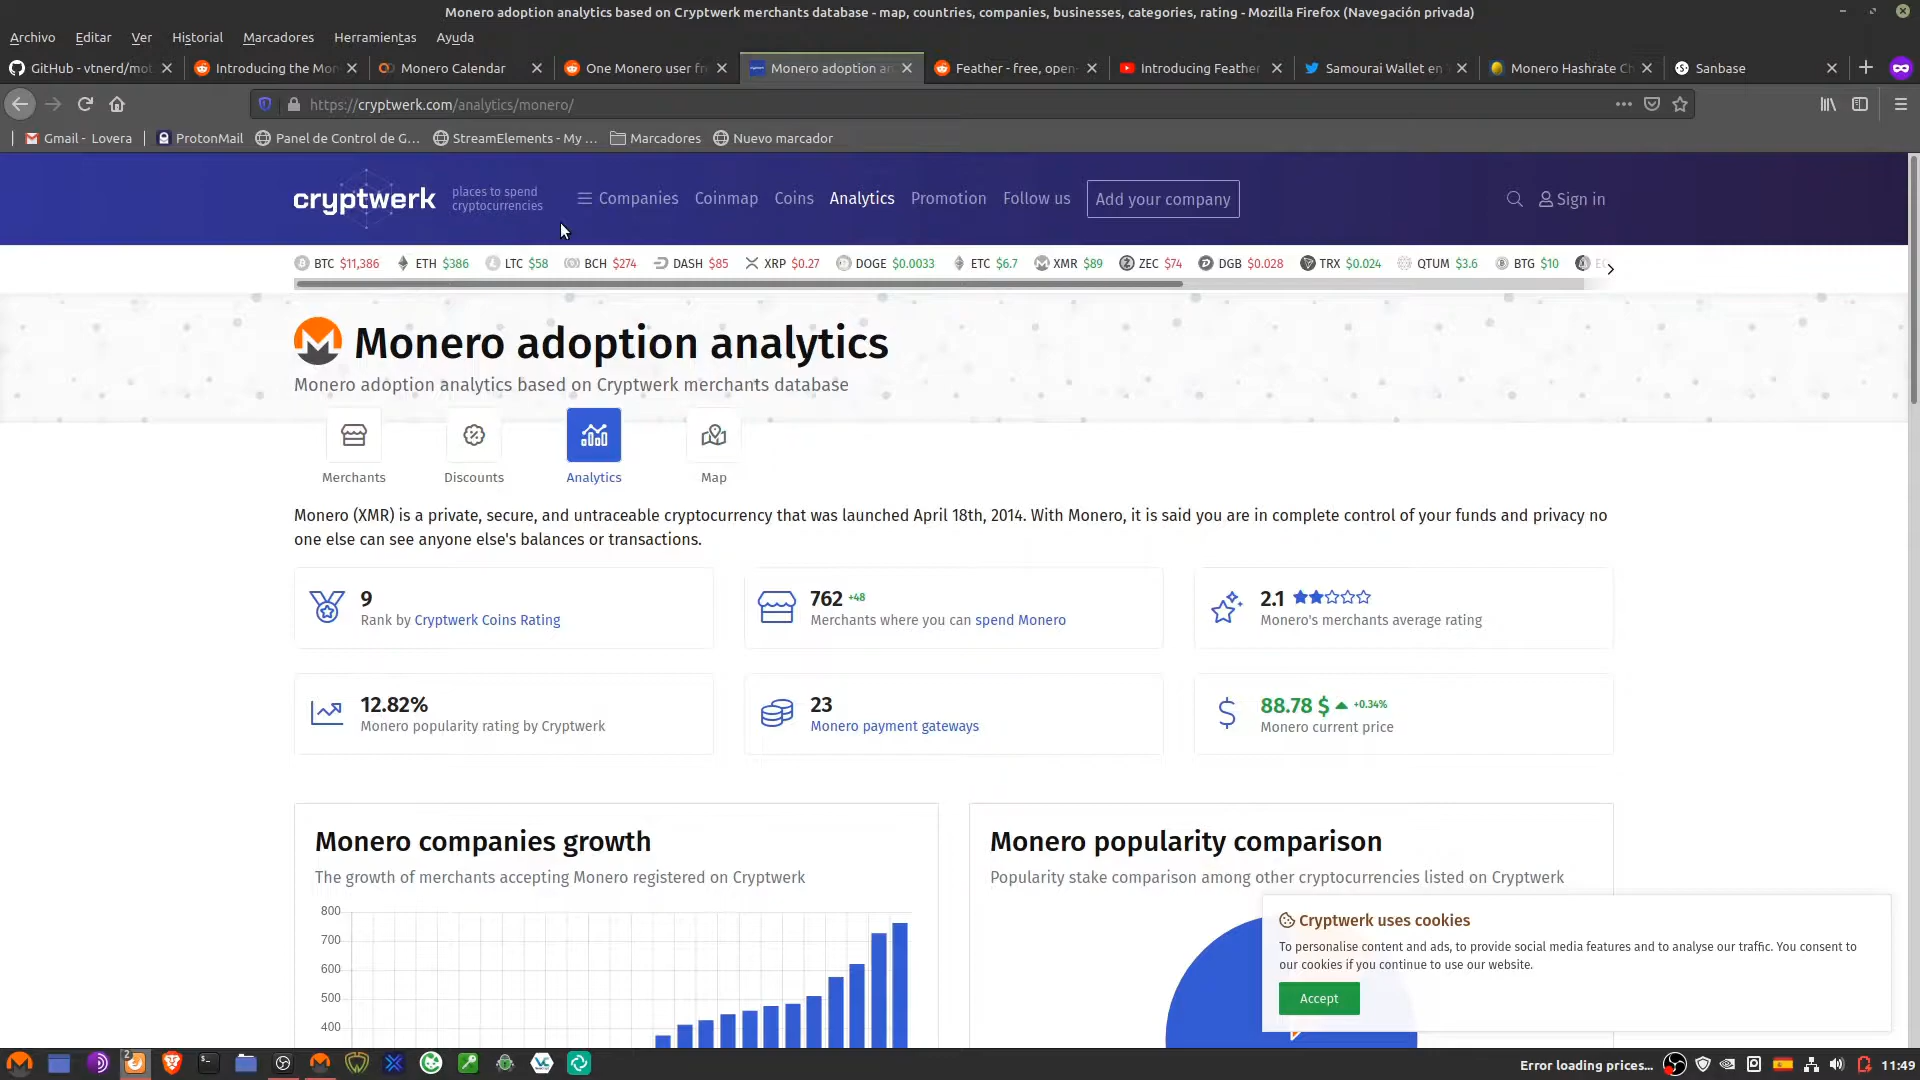 Monero adoption analytics based on Cryptwerk merchants database - map, countries, companies, businesses, categories, rating - Mozilla Firefox (Navegación privada)
Archivo Editar Ver Historial Marcadores Herramientas Ayuda
GitHub - vtnerd/mo Introducing the Mon Monero Calendar One Monero user fr Monero adoption an Feather - free, open- Introducing Feather Samourai Wallet en Monero Hashrate Ch Sanbase
https://cryptwerk.com/analytics/monero/
Gmail - Lovera ProtonMail Panel de Control de G... StreamElements - My ... Marcadores Nuevo marcador
cryptwerk places to spend cryptocurrencies Companies Coinmap Coins Analytics Promotion Follow us Add your company Sign in
BTC $11,386 ETH $386 LTC $58 BCH $274 DASH $85 XRP $0.27 DOGE $0.0033 ETC $6.7 XMR $89 ZEC $74 DGB $0.028 TRX $0.024 QTUM $3.6 BTG $10
Monero adoption analytics
Monero adoption analytics based on Cryptwerk merchants database
Merchants Discounts Analytics Map
Monero (XMR) is a private, secure, and untraceable cryptocurrency that was launched April 18th, 2014. With Monero, it is said you are in complete control of your funds and privacy no
one else can see anyone else's balances or transactions.
9
Rank by Cryptwerk Coins Rating
762 +48
Merchants where you can spend Monero
2.1
Monero's merchants average rating
12.82%
Monero popularity rating by Cryptwerk
23
Monero payment gateways
88.78 $ +0.34%
Monero current price
Monero companies growth
The growth of merchants accepting Monero registered on Cryptwerk
800
700
600
500
400
Monero popularity comparison
Popularity stake comparison among other cryptocurrencies listed on Cryptwerk
Cryptwerk uses cookies
To personalise content and ads, to provide social media features and to analyse our traffic. You consent to
our cookies if you continue to use our website.
Accept
2
Error loading prices... 11:49